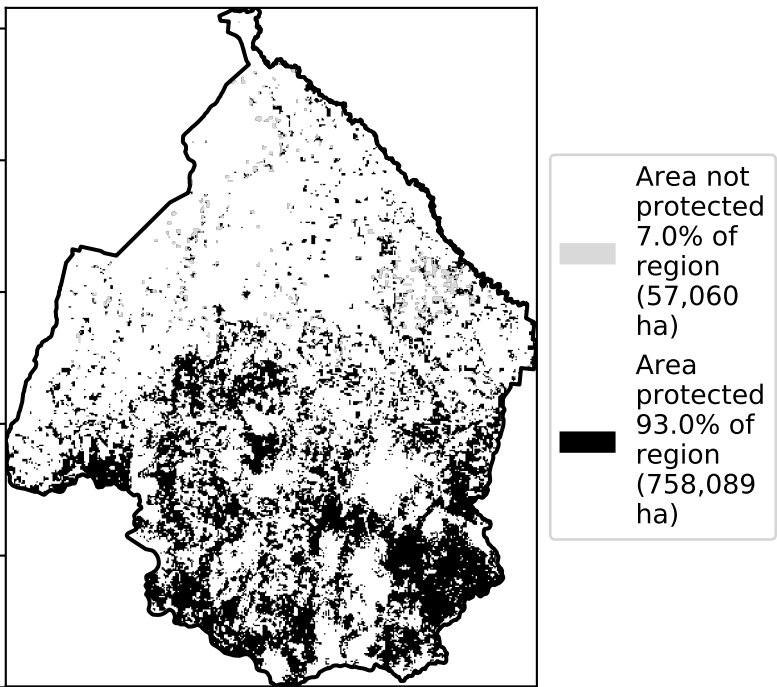 Area not
protected
7.0% of
region
(57,060
ha)
Area
protected
93.0% of
region
(758,089
ha)